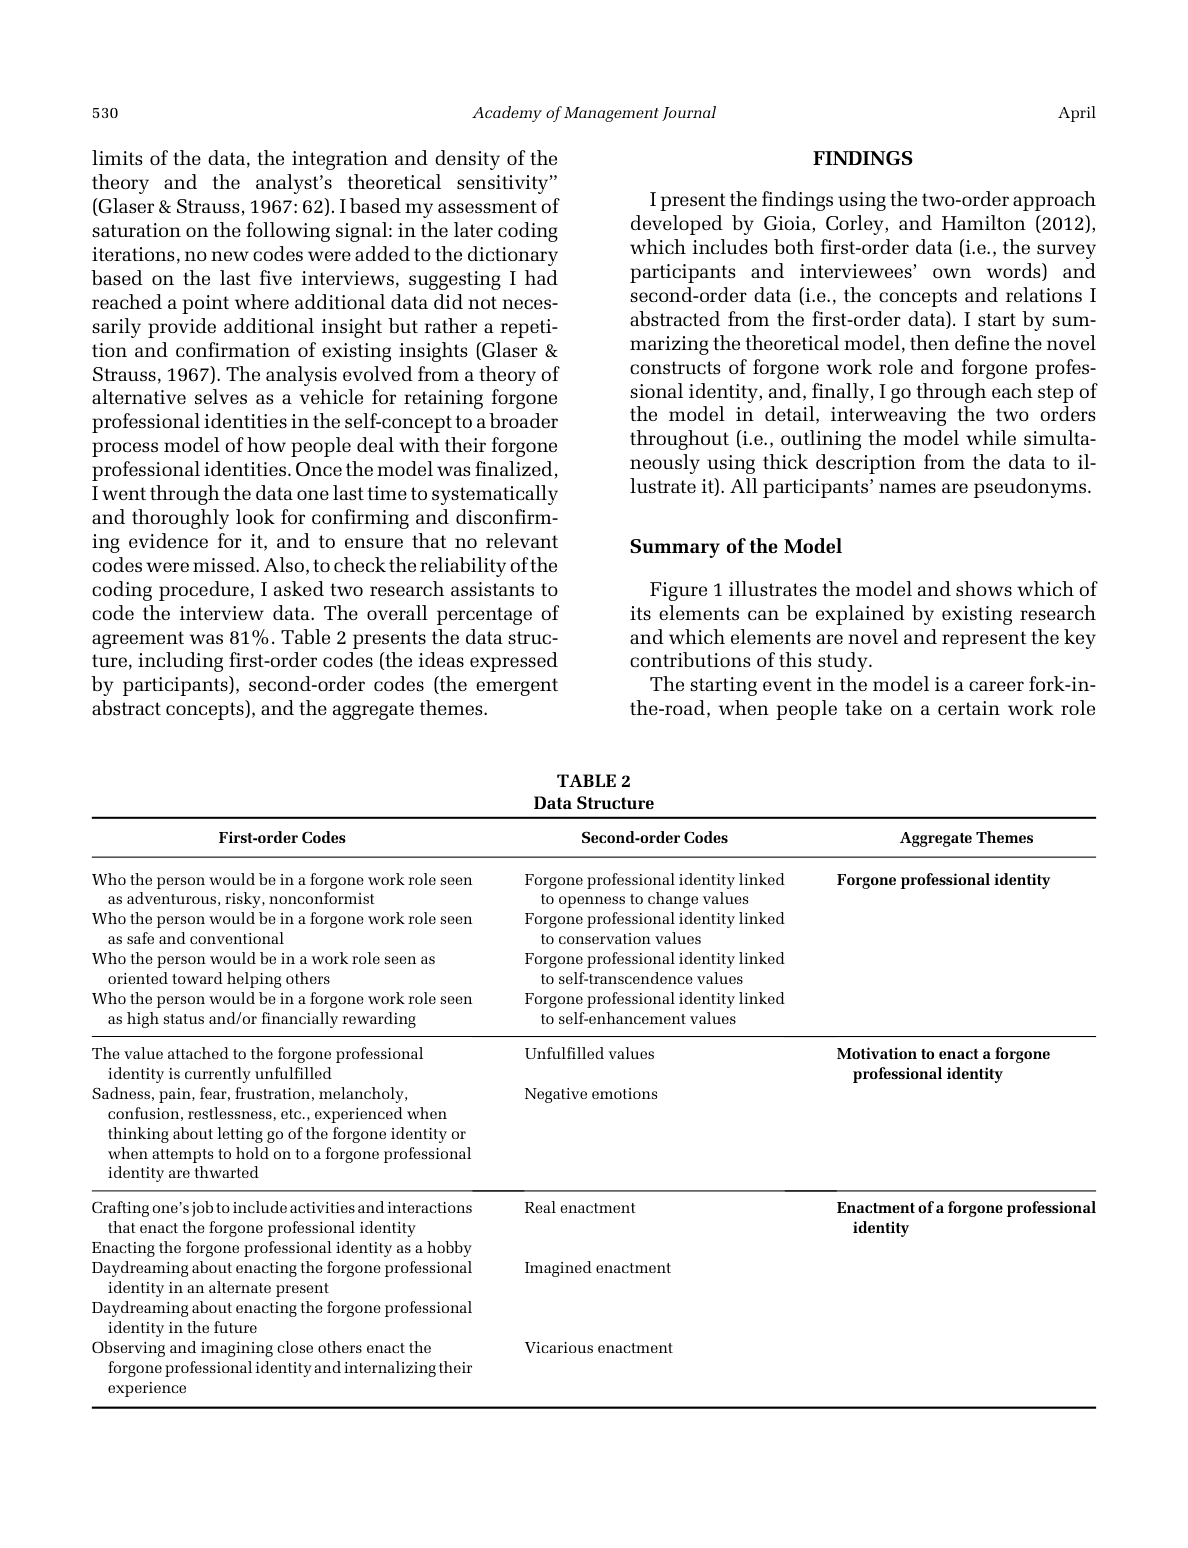 530
Academy of Management Journal
April
limits of the data, the integration and density of the
theory and the analyst’s theoretical sensitivity”
(Glaser & Strauss, 1967: 62). I based my assessment of
saturation on the following signal: in the later coding
iterations, no new codes were added to the dictionary
based on the last five interviews, suggesting I had
reached a point where additional data did not neces-
sarily provide additional insight but rather a repeti-
tion and confirmation of existing insights (Glaser &
Strauss, 1967). The analysis evolved from a theory of
alternative selves as a vehicle for retaining forgone
professional identities in the self-concept to a broader
process model of how people deal with their forgone
professional identities. Once the model was finalized,
I went through the data one last time to systematically
and thoroughly look for confirming and disconfirm-
ing evidence for it, and to ensure that no relevant
codes were missed. Also, to check the reliability of the
coding procedure, I asked two research assistants to
code the interview data. The overall percentage of
agreement was 81%. Table 2 presents the data struc-
ture, including first-order codes (the ideas expressed
by participants), second-order codes (the emergent
abstract concepts), and the aggregate themes.
FINDINGS
I present the findings using the two-order approach
developed by Gioia, Corley, and Hamilton (2012),
which includes both first-order data (i.e., the survey
participants and interviewees’ own words) and
second-order data (i.e., the concepts and relations I
abstracted from the first-order data). I start by sum-
marizing the theoretical model, then define the novel
constructs of forgone work role and forgone profes-
sional identity, and, finally, I go through each step of
the model in detail, interweaving the two orders
throughout (i.e., outlining the model while simulta-
neously using thick description from the data to il-
lustrate it). All participants’ names are pseudonyms.
Summary of the Model
Figure 1 illustrates the model and shows which of
its elements can be explained by existing research
and which elements are novel and represent the key
contributions of this study.
The starting event in the model is a career fork-in-
the-road, when people take on a certain work role
TABLE 2
Data Structure
First-order Codes
Second-order Codes
Aggregate Themes
Who the person would be in a forgone work role seen
as adventurous, risky, nonconformist
Forgone professional identity linked
to openness to change values
Forgone professional identity
Who the person would be in a forgone work role seen
as safe and conventional
Forgone professional identity linked
to conservation values
Who the person would be in a work role seen as
oriented toward helping others
Forgone professional identity linked
to self-transcendence values
Who the person would be in a forgone work role seen
as high status and/or financially rewarding
Forgone professional identity linked
to self-enhancement values
The value attached to the forgone professional
identity is currently unfulfilled
Unfulfilled values
Motivation to enact a forgone
professional identity
Sadness, pain, fear, frustration, melancholy,
confusion, restlessness, etc., experienced when
thinking about letting go of the forgone identity or
when attempts to hold on to a forgone professional
identity are thwarted
Negative emotions
Crafting one’s job to include activities and interactions
that enact the forgone professional identity
Real enactment
Enactment of a forgone professional
identity
Enacting the forgone professional identity as a hobby
Daydreaming about enacting the forgone professional
identity in an alternate present
Imagined enactment
Daydreaming about enacting the forgone professional
identity in the future
Observing and imagining close others enact the
forgone professional identity and internalizing their
experience
Vicarious enactment